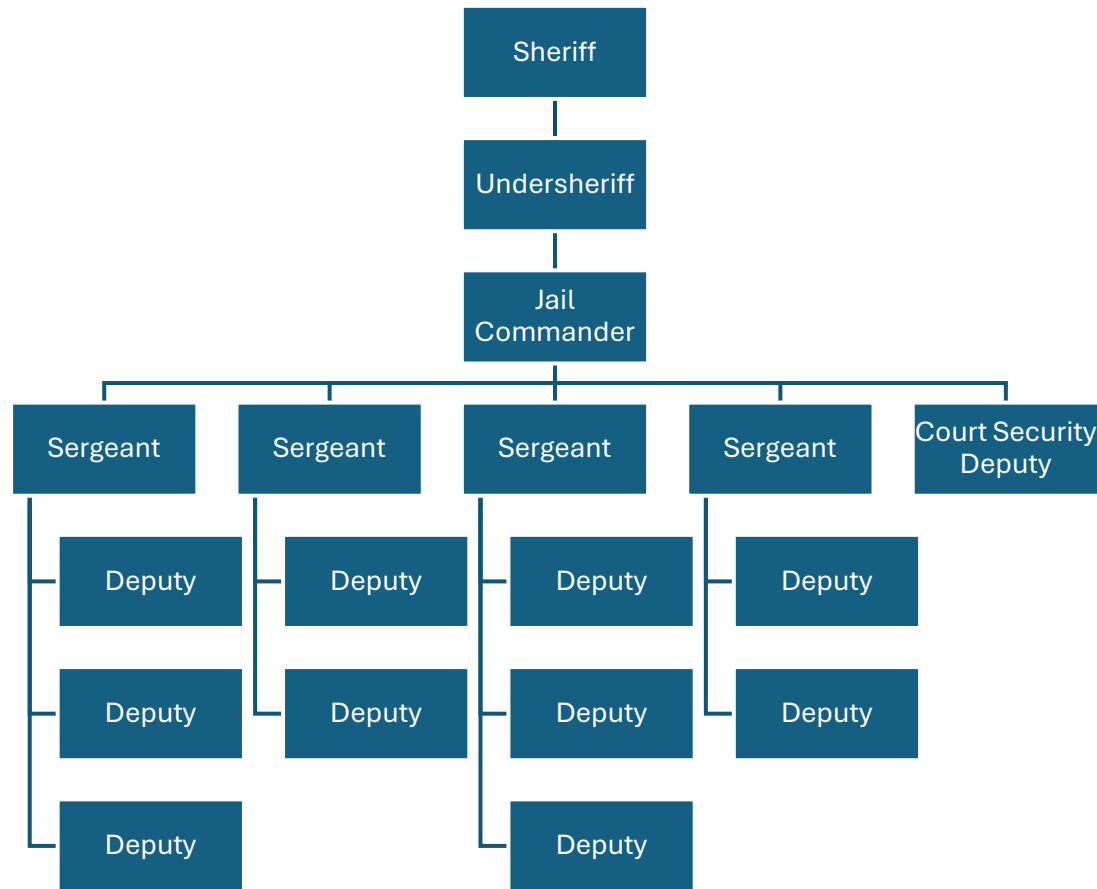 Sheriff
Undersheriff
Jail
Commander
Sergeant
Sergeant
Sergeant
Sergeant
Court Security
Deputy
Deputy
Deputy
Deputy
Deputy
Deputy
Deputy
Deputy
Deputy
Deputy
Deputy